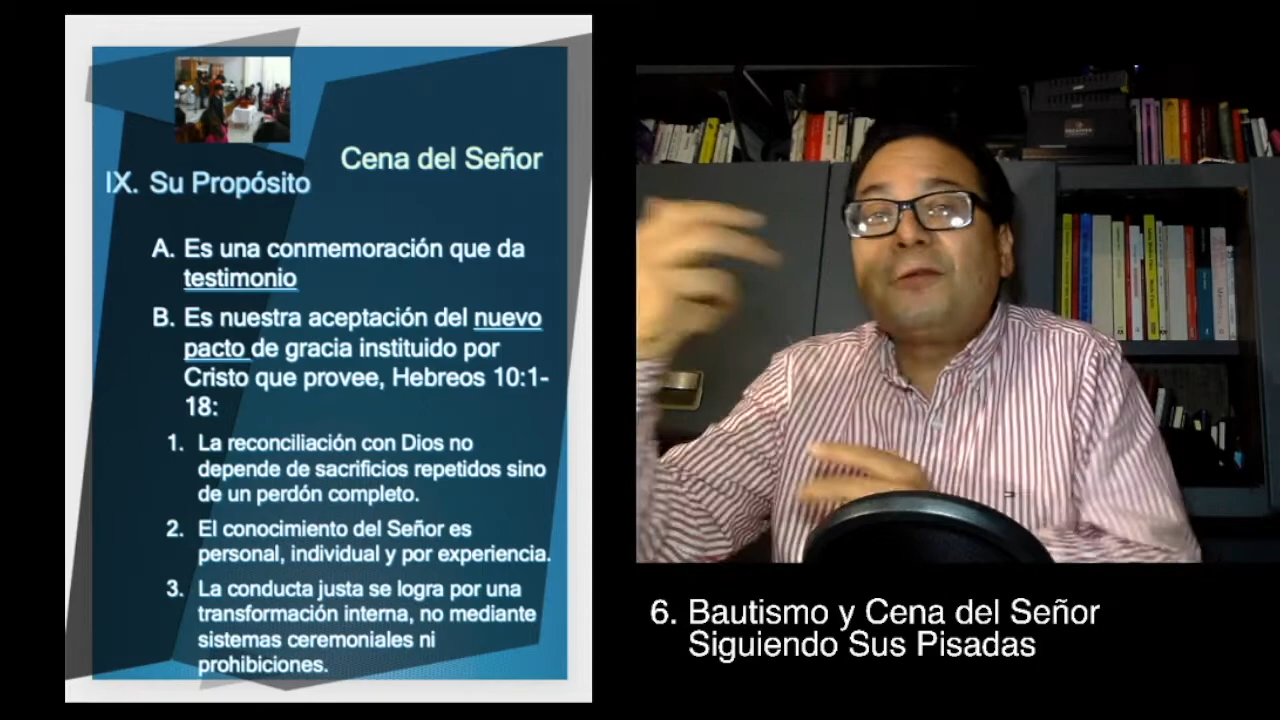 Cena del Señor
IX. Su Propósito
A. Es una conmemoración que da
testimonio
B. Es nuestra aceptación del nuevo
pacto de gracia instituido por
Cristo que provee, Hebreos 10:1-
18:
1. La reconciliación con Dios no
depende de sacrificios repetidos sino
de un perdón completo.
2. El conocimiento del Señor es
personal, individual y por experiencia.
3. La conducta justa se logra por una
transformación interna, no mediante
sistemas ceremoniales ni
prohibiciones.
6. Bautismo y Cena del Señor
Siguiendo Sus Pisadas